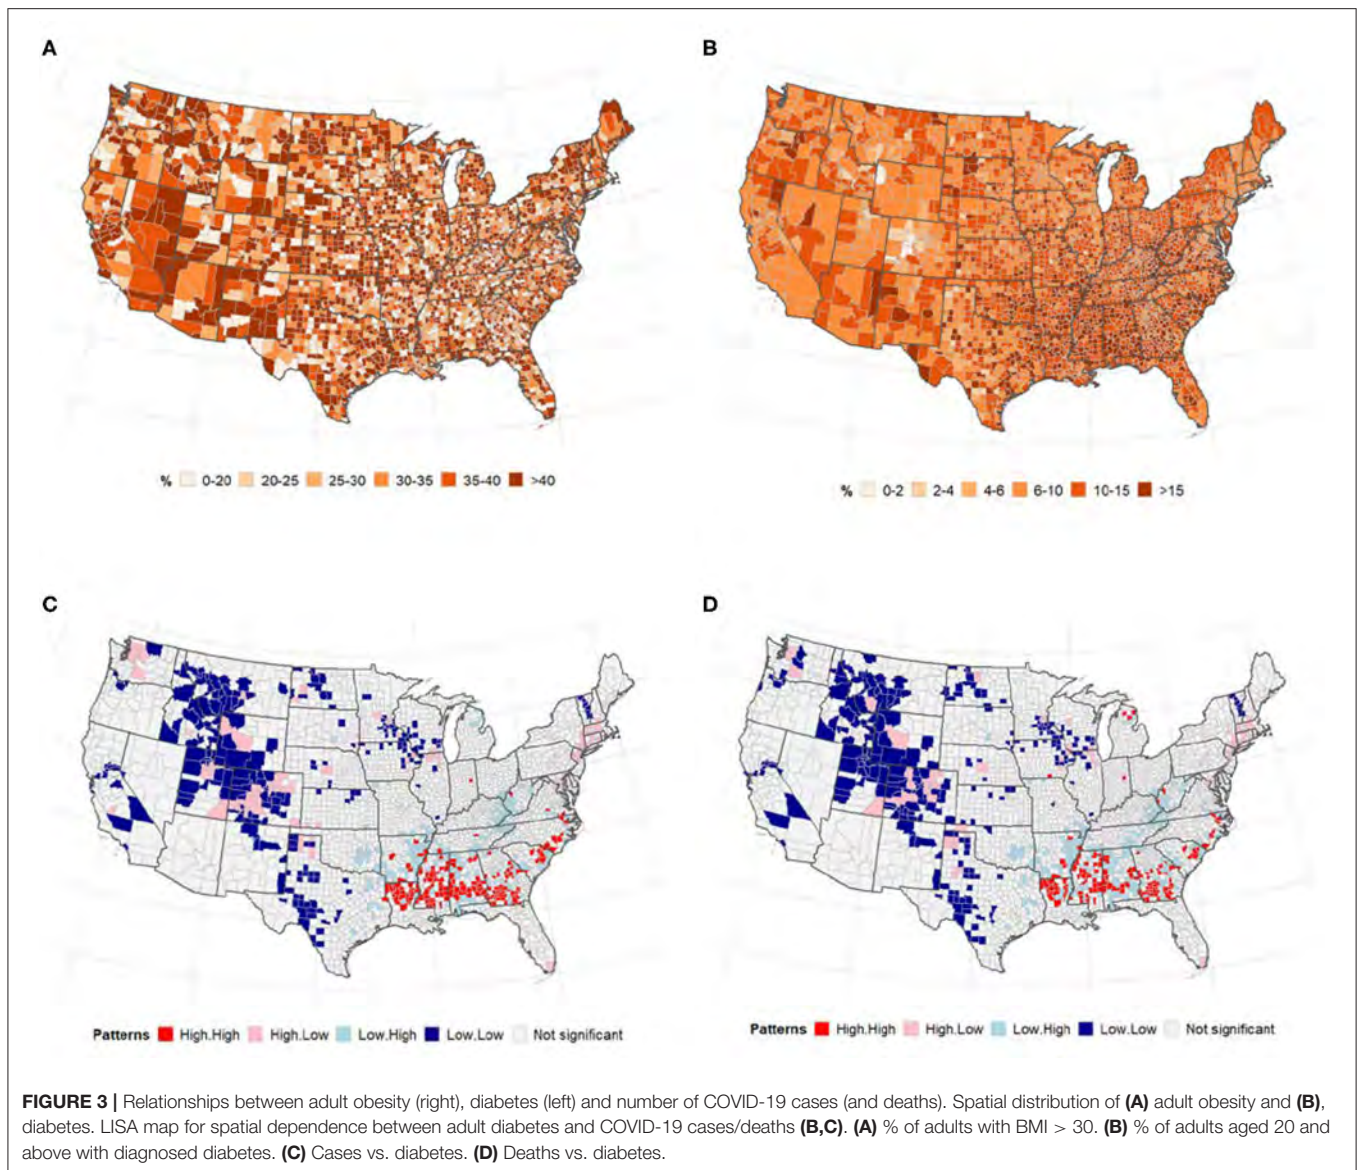 A
B
% 0-20 20-25 25-30 30-35 35-40 >40
% 0-2 2-4 4-6 6-10 10-15 >15
C
D
Patterns High.High High.Low Low.High Low.Low Not significant
Patterns High.High High.Low Low.High Low.Low Not significant
FIGURE 3 | Relationships between adult obesity (right), diabetes (left) and number of COVID-19 cases (and deaths). Spatial distribution of (A) adult obesity and (B),
diabetes. LISA map for spatial dependence between adult diabetes and COVID-19 cases/deaths (B,C). (A) % of adults with BMI > 30. (B) % of adults aged 20 and
above with diagnosed diabetes. (C) Cases vs. diabetes. (D) Deaths vs. diabetes.